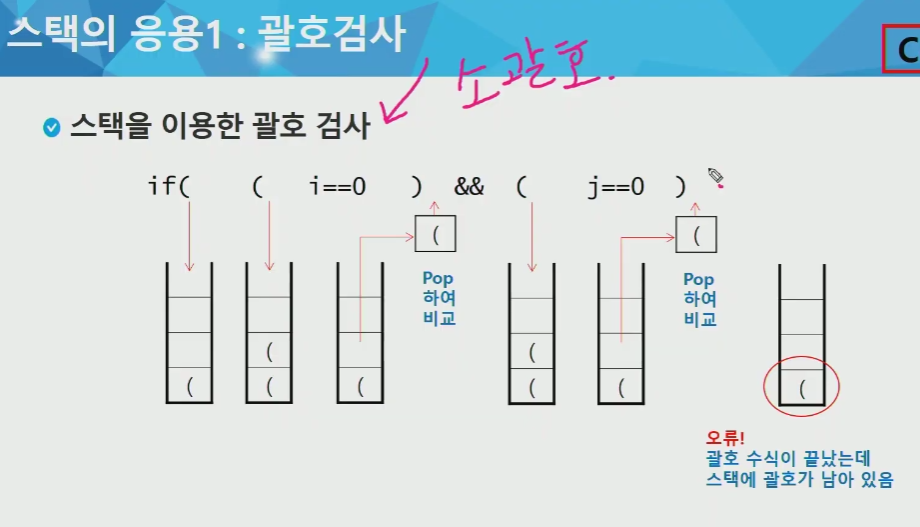 스택의 응용1 : 괄호검사
C
소괄호.
스택을 이용한 괄호 검사
if( ( i==0 ) && ( j==0 )
( (
Pop
하여
비교
Pop
하여
비교
( (
( ( ( ( ( (
오류!
괄호 수식이 끝났는데
스택에 괄호가 남아 있음